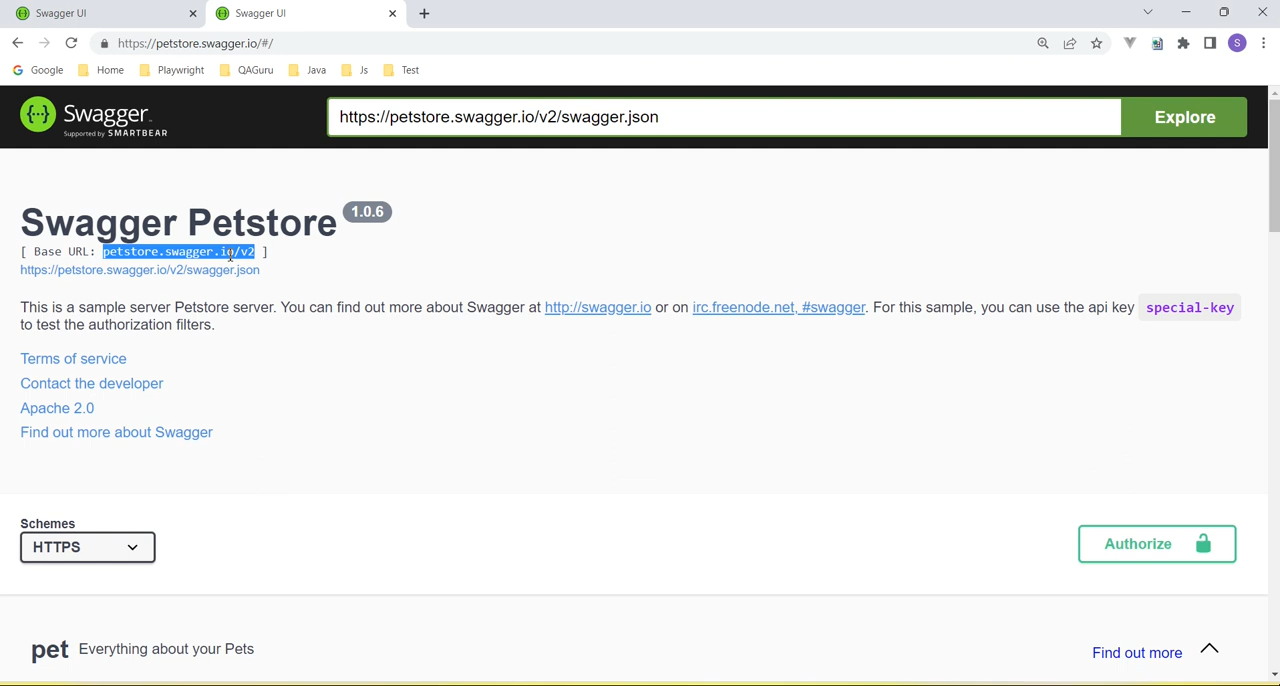 Swagger UI
Swagger UI
https://petstore.swagger.io/#/
S
Google Home Playwright QAGuru Java Js Test
Swagger
Supported by SMARTBEAR
https://petstore.swagger.io/v2/swagger.json
Explore
Swagger Petstore 1.0.6
[ Base URL: petstore.swagger.io/v2 ]
https://petstore.swagger.io/v2/swagger.json
This is a sample server Petstore server. You can find out more about Swagger at http://swagger.io or on irc.freenode.net, #swagger. For this sample, you can use the api key special-key
to test the authorization filters.
Terms of service
Contact the developer
Apache 2.0
Find out more about Swagger
Schemes
HTTPS
Authorize
pet Everything about your Pets
Find out more